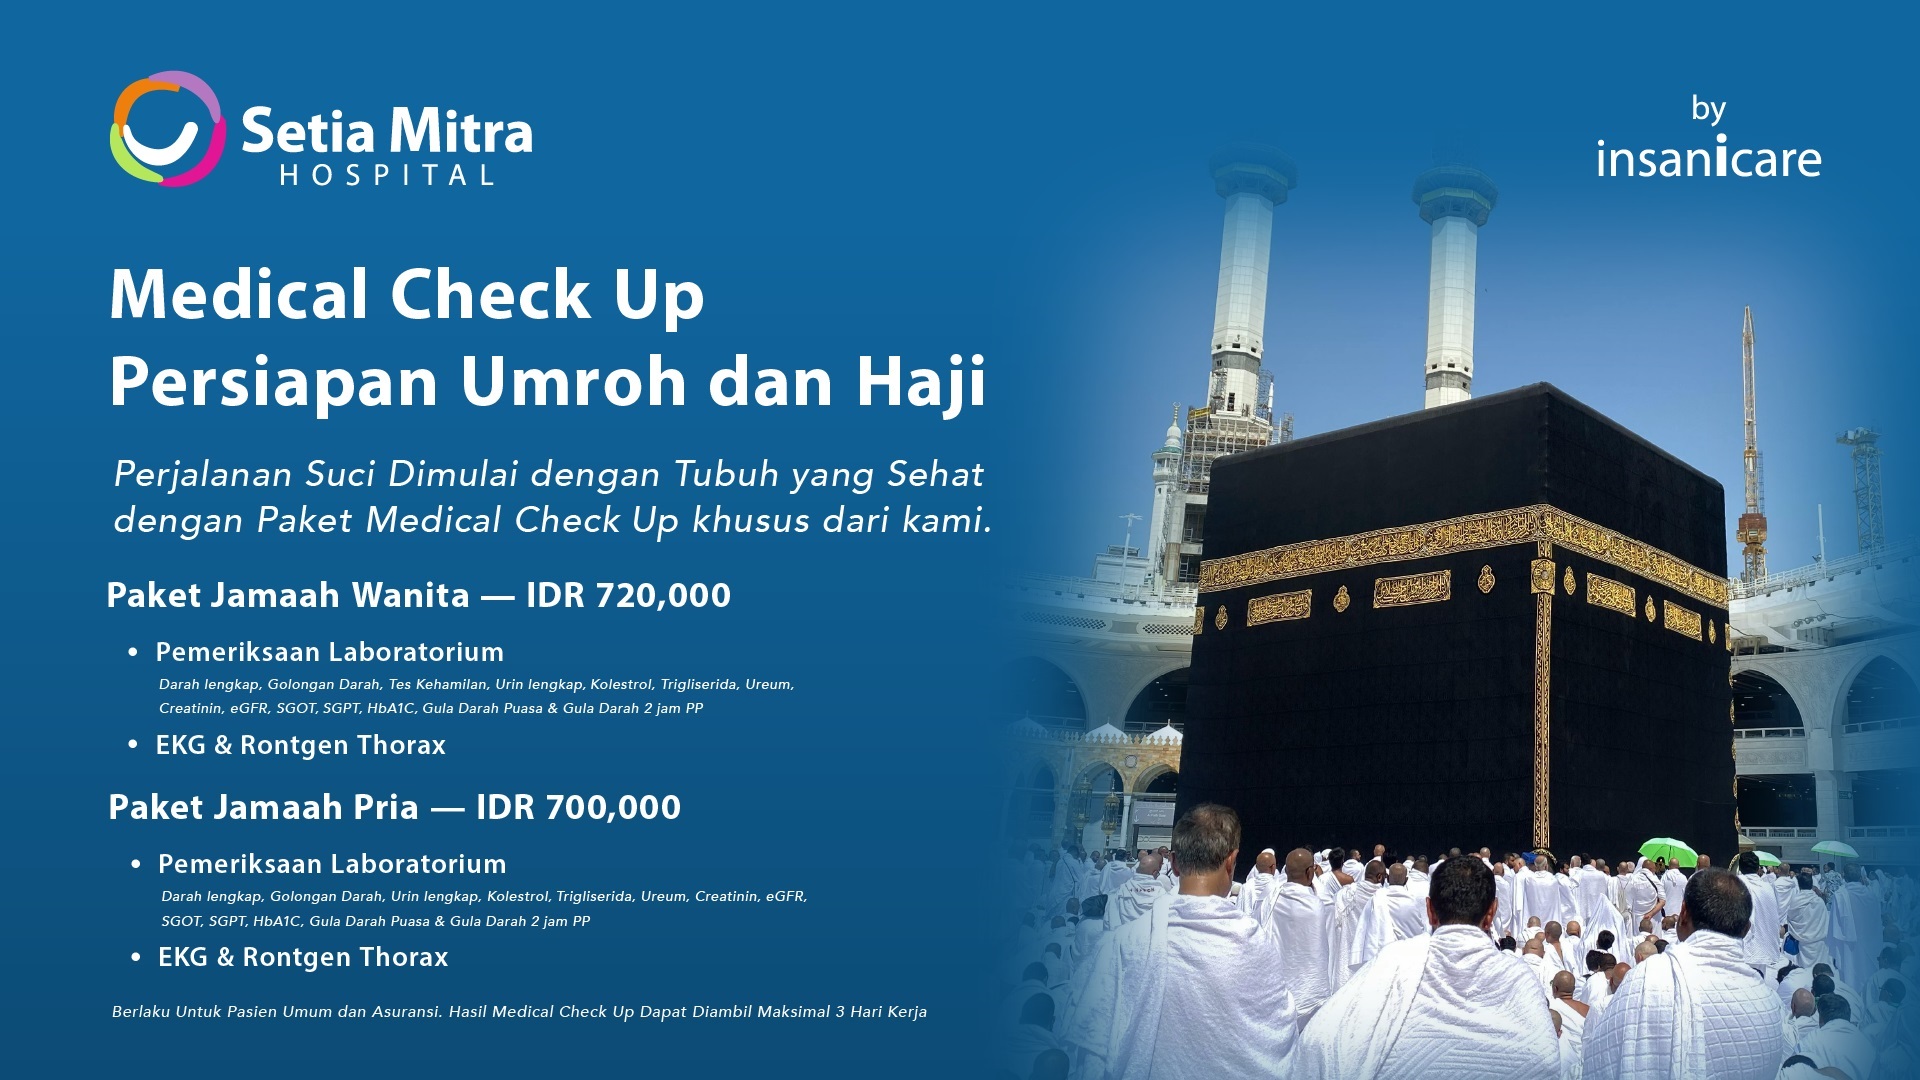 Setia Mitra
HOSPITAL
by
insanicare
Medical Check Up
Persiapan Umroh dan Haji
Perjalanan Suci Dimulai dengan Tubuh yang Sehat
dengan Paket Medical Check Up khusus dari kami.
Paket Jamaah Wanita — IDR 720,000
• Pemeriksaan Laboratorium
Darah lengkap, Golongan Darah, Tes Kehamilan, Urin lengkap, Kolestrol, Trigliserida, Ureum,
Creatinin, eGFR, SGOT, SGPT, HbA1C, Gula Darah Puasa & Gula Darah 2 jam PP
• EKG & Rontgen Thorax
Paket Jamaah Pria — IDR 700,000
• Pemeriksaan Laboratorium
Darah lengkap, Golongan Darah, Urin lengkap, Kolestrol, Trigliserida, Ureum, Creatinin, eGFR,
SGOT, SGPT, HbA1C, Gula Darah Puasa & Gula Darah 2 jam PP
• EKG & Rontgen Thorax
Berlaku Untuk Pasien Umum dan Asuransi. Hasil Medical Check Up Dapat Diambil Maksimal 3 Hari Kerja